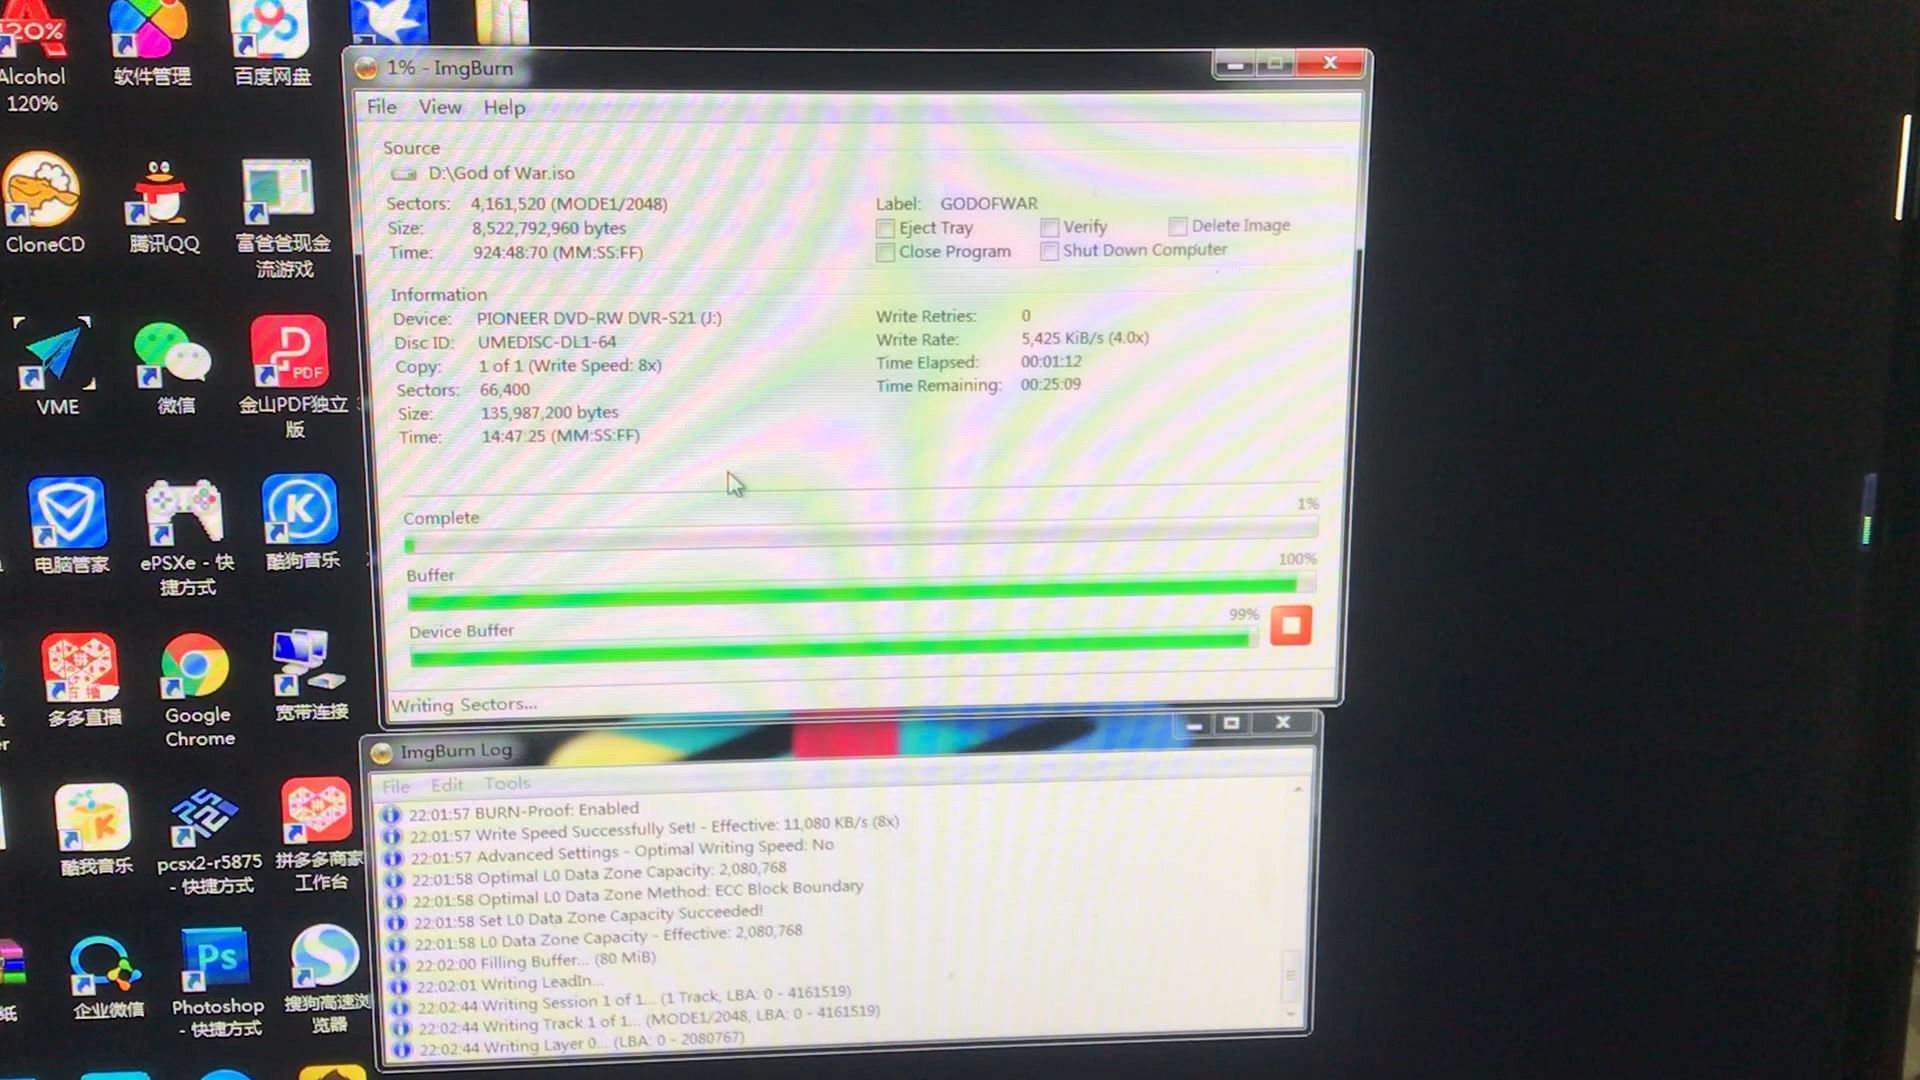 120%
Alcohol
120%
软件管理
百度网盘
CloneCD
腾讯QQ
富爸爸现金
流游戏
VME
微信
PDF
金山PDF独立
版
电脑管家
ePSXe - 快
捷方式
K
酷狗音乐
拼
直播
多多直播
Google
Chrome
宽带连接
K
酷我音乐
pcsx2-r5875
- 快捷方式
拼
拼多多商家
工作台
企业微信
Ps
Photoshop
- 快捷方式
搜狗高速浏
览器
1% - ImgBurn
File View Help
Source
D:\God of War.iso
Sectors: 4,161,520 (MODE1/2048)
Size: 8,522,792,960 bytes
Time: 924:48:70 (MM:SS:FF)
Label: GODOFWAR
Eject Tray Verify Delete Image
Close Program Shut Down Computer
Information
Device: PIONEER DVD-RW DVR-S21 (J:)
Disc ID: UMEDISC-DL1-64
Copy: 1 of 1 (Write Speed: 8x)
Sectors: 66,400
Size: 135,987,200 bytes
Time: 14:47:25 (MM:SS:FF)
Write Retries: 0
Write Rate: 5,425 KiB/s (4.0x)
Time Elapsed: 00:01:12
Time Remaining: 00:25:09
Complete 1%
Buffer 100%
Device Buffer 99%
Writing Sectors...
ImgBurn Log
File Edit Tools
22:01:57 BURN-Proof: Enabled
22:01:57 Write Speed Successfully Set! - Effective: 11,080 KB/s (8x)
22:01:57 Advanced Settings - Optimal Writing Speed: No
22:01:58 Optimal L0 Data Zone Capacity: 2,080,768
22:01:58 Optimal L0 Data Zone Method: ECC Block Boundary
22:01:58 Set L0 Data Zone Capacity Succeeded!
22:01:58 L0 Data Zone Capacity - Effective: 2,080,768
22:02:00 Filling Buffer... (80 MiB)
22:02:01 Writing LeadIn...
22:02:44 Writing Session 1 of 1... (1 Track, LBA: 0 - 4161519)
22:02:44 Writing Track 1 of 1... (MODE1/2048, LBA: 0 - 4161519)
22:02:44 Writing Layer 0... (LBA: 0 - 2080767)